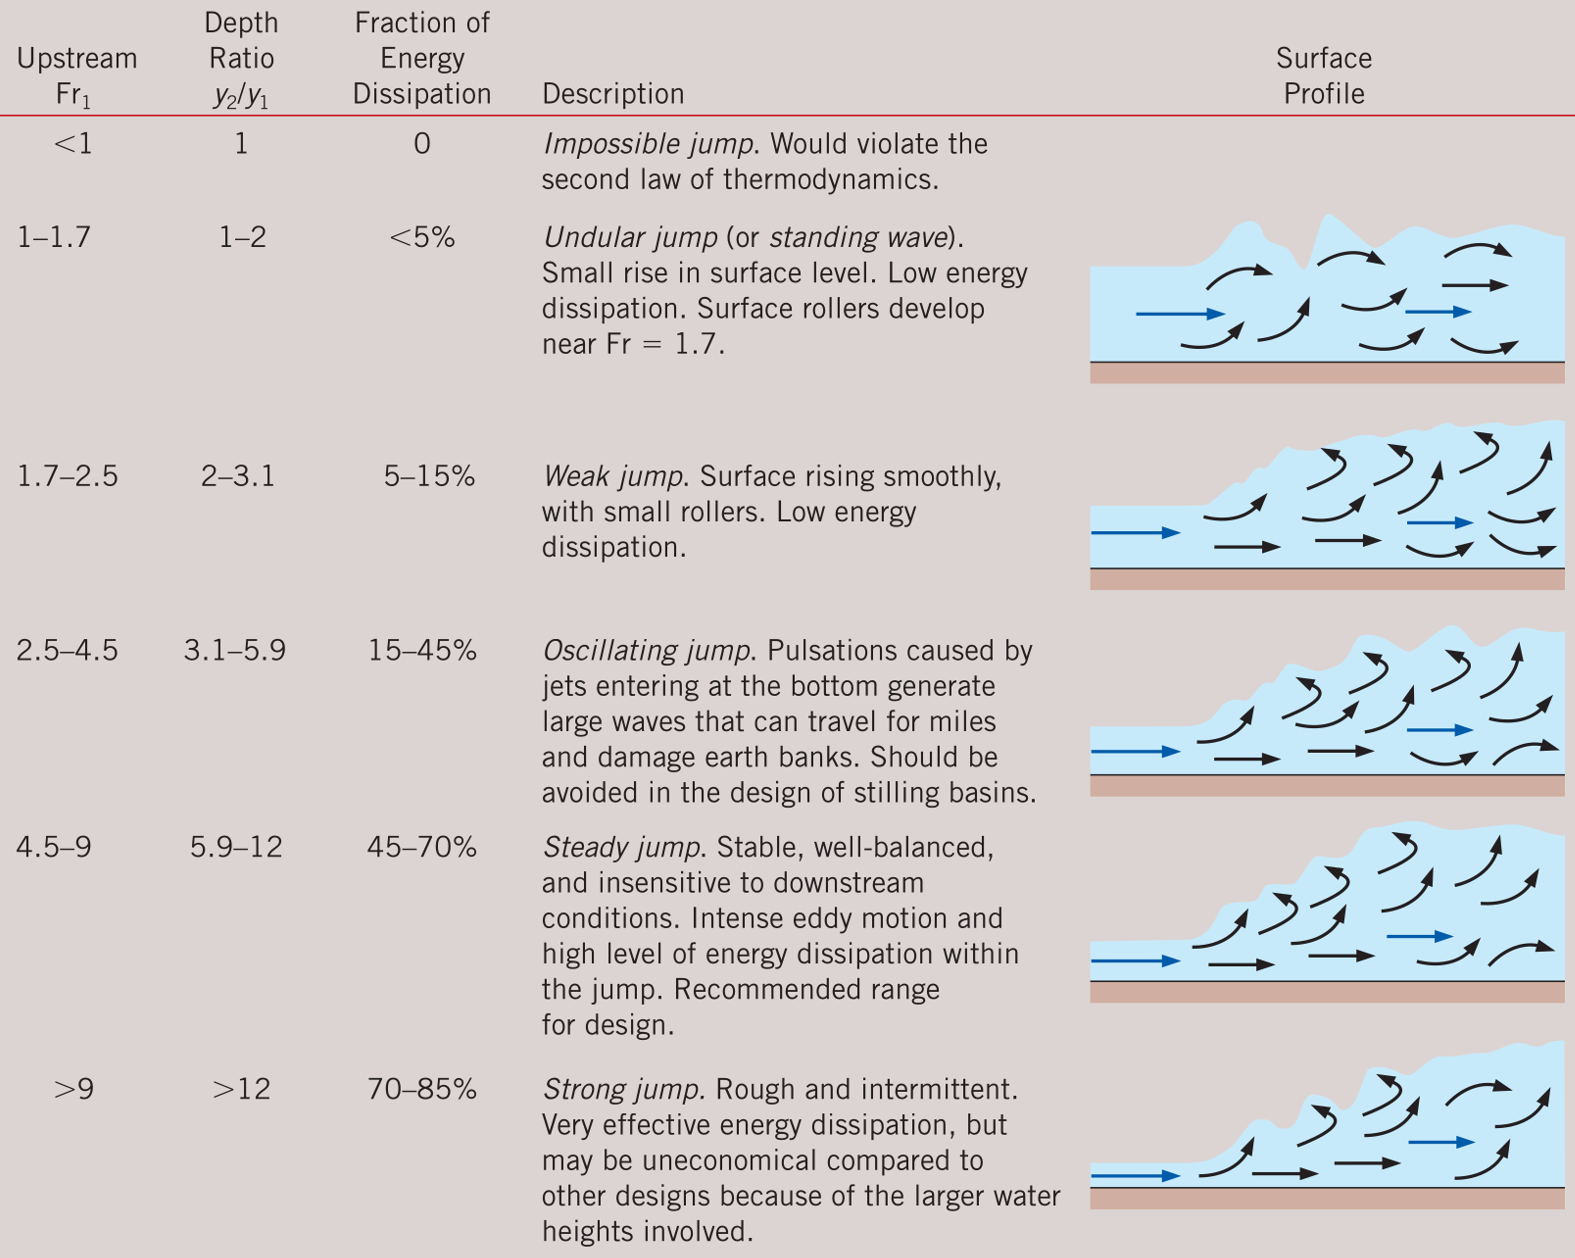 Upstream Fr₁
Depth Ratio y₂/y₁
Fraction of Energy Dissipation
Description
Surface Profile
<1 1 0 Impossible jump. Would violate the
second law of thermodynamics.
1–1.7 1–2 <5% Undular jump (or standing wave).
Small rise in surface level. Low energy
dissipation. Surface rollers develop
near Fr = 1.7.
1.7–2.5 2–3.1 5–15% Weak jump. Surface rising smoothly,
with small rollers. Low energy
dissipation.
2.5–4.5 3.1–5.9 15–45% Oscillating jump. Pulsations caused by
jets entering at the bottom generate
large waves that can travel for miles
and damage earth banks. Should be
avoided in the design of stilling basins.
4.5–9 5.9–12 45–70% Steady jump. Stable, well-balanced,
and insensitive to downstream
conditions. Intense eddy motion and
high level of energy dissipation within
the jump. Recommended range
for design.
>9 >12 70–85% Strong jump. Rough and intermittent.
Very effective energy dissipation, but
may be uneconomical compared to
other designs because of the larger water
heights involved.